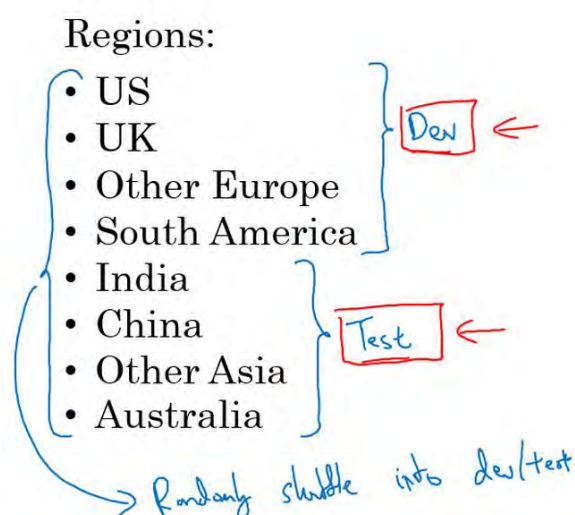 Regions:
• US
• UK
• Other Europe
• South America
Dev
• India
• China
• Other Asia
• Australia
Test
Randomly shuffle into dev/test